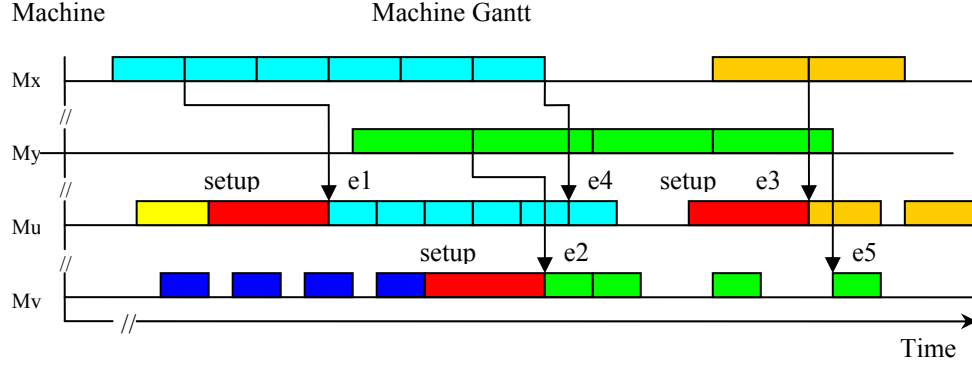 Machine Machine Gantt
Mx
//
My
//
setup e1 e4 setup e3
Mu
//
setup e2 e5
Mv
//
Time